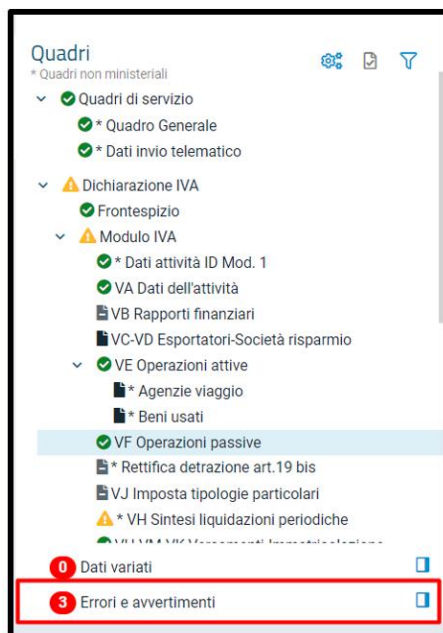 Quadri
* Quadri non ministeriali
Quadri di servizio
* Quadro Generale
* Dati invio telematico
Dichiarazione IVA
Frontespizio
Modulo IVA
* Dati attività ID Mod. 1
VA Dati dell'attività
VB Rapporti finanziari
VC-VD Esportatori-Società risparmio
VE Operazioni attive
* Agenzie viaggio
* Beni usati
VF Operazioni passive
* Rettifica detrazione art.19 bis
VJ Imposta tipologie particolari
* VH Sintesi liquidazioni periodiche
0 Dati variati
3 Errori e avvertimenti